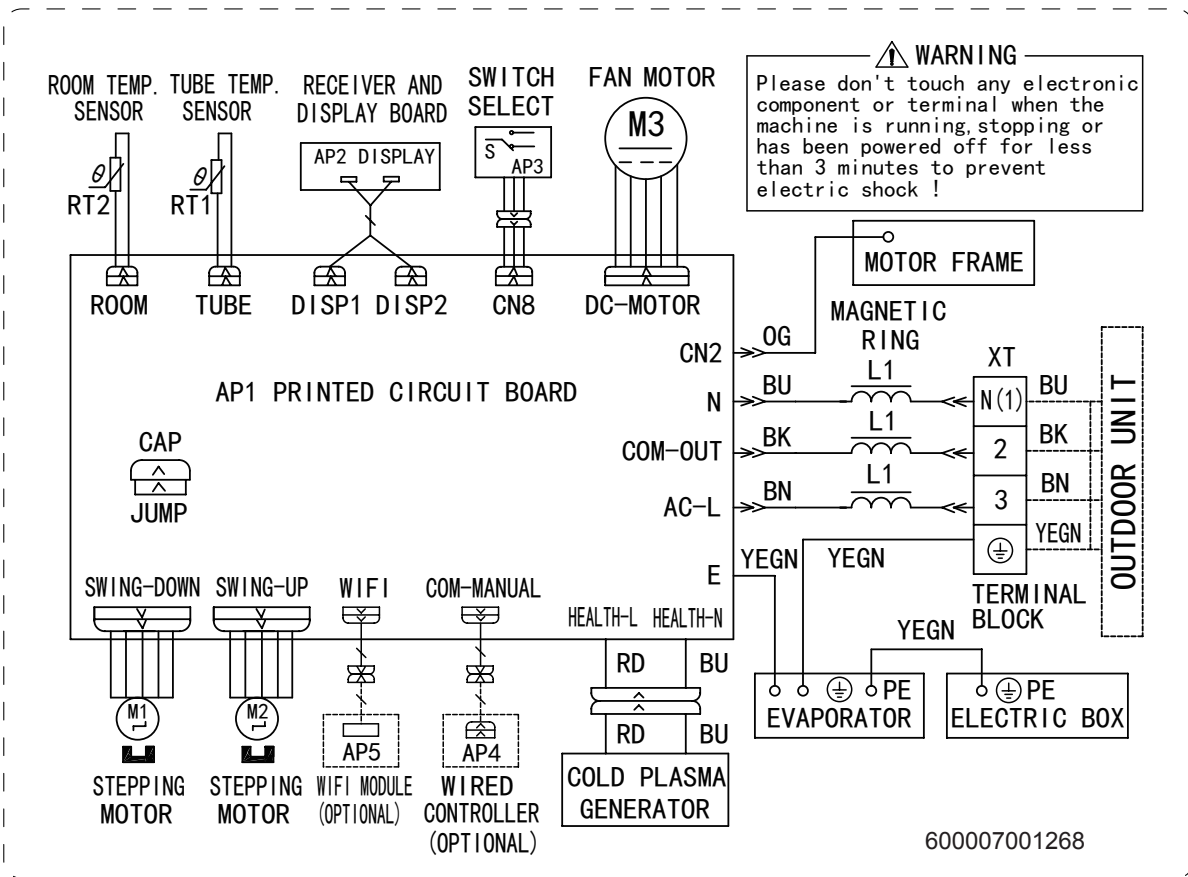 ROOM TEMP.
SENSOR
TUBE TEMP.
SENSOR
RECEIVER AND
DISPLAY BOARD
SWITCH
SELECT
FAN MOTOR
WARNING
Please don't touch any electronic
component or terminal when the
machine is running,stopping or
has been powered off for less
than 3 minutes to prevent
electric shock !
θ
RT2
θ
RT1
AP2 DISPLAY
S
AP3
M3
MOTOR FRAME
ROOM
TUBE
DISP1
DISP2
CN8
DC-MOTOR
MAGNETIC
RING
CN2
OG
XT
AP1 PRINTED CIRCUIT BOARD
N
BU
L1
N(1)
BU
COM-OUT
BK
L1
2
BK
AC-L
BN
L1
3
BN
YEGN
OUTDOOR UNIT
CAP
JUMP
E
YEGN
YEGN
TERMINAL
BLOCK
SWING-DOWN
SWING-UP
WIFI
COM-MANUAL
HEALTH-L
HEALTH-N
YEGN
RD
BU
PE
EVAPORATOR
PE
ELECTRIC BOX
M1
M2
AP5
AP4
RD
BU
STEPPING
MOTOR
STEPPING
MOTOR
WIFI MODULE
(OPTIONAL)
WIRED
CONTROLLER
(OPTIONAL)
COLD PLASMA
GENERATOR
600007001268